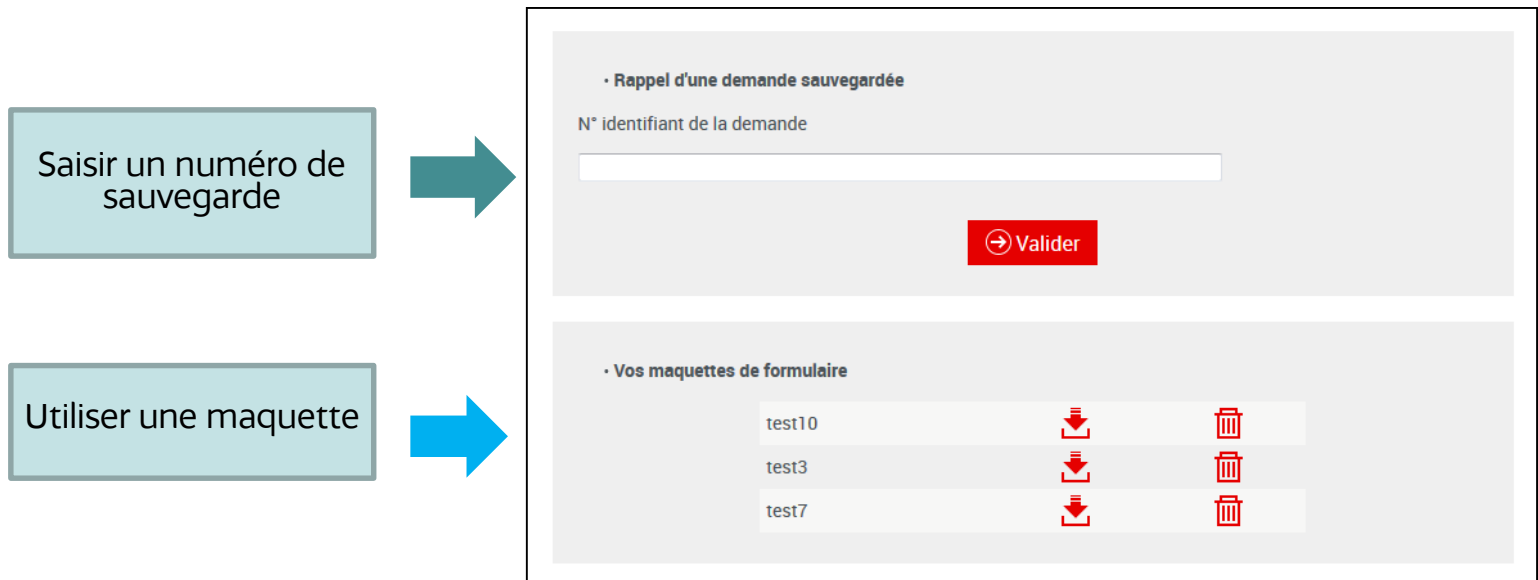 Saisir un numéro de
sauvegarde
• Rappel d'une demande sauvegardée
N° identifiant de la demande
Valider
Utiliser une maquette
• Vos maquettes de formulaire
test10
test3
test7